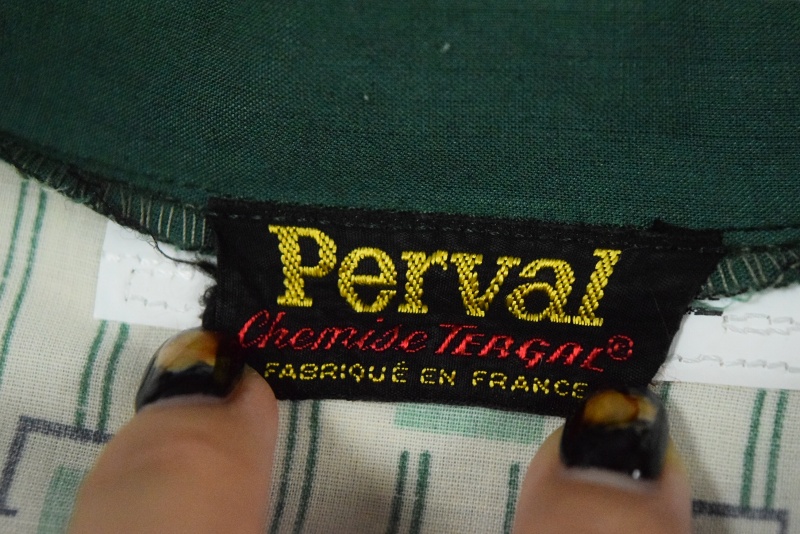 Perval
Chemise TERGAL®
FABRIQUÉ EN FRANCE